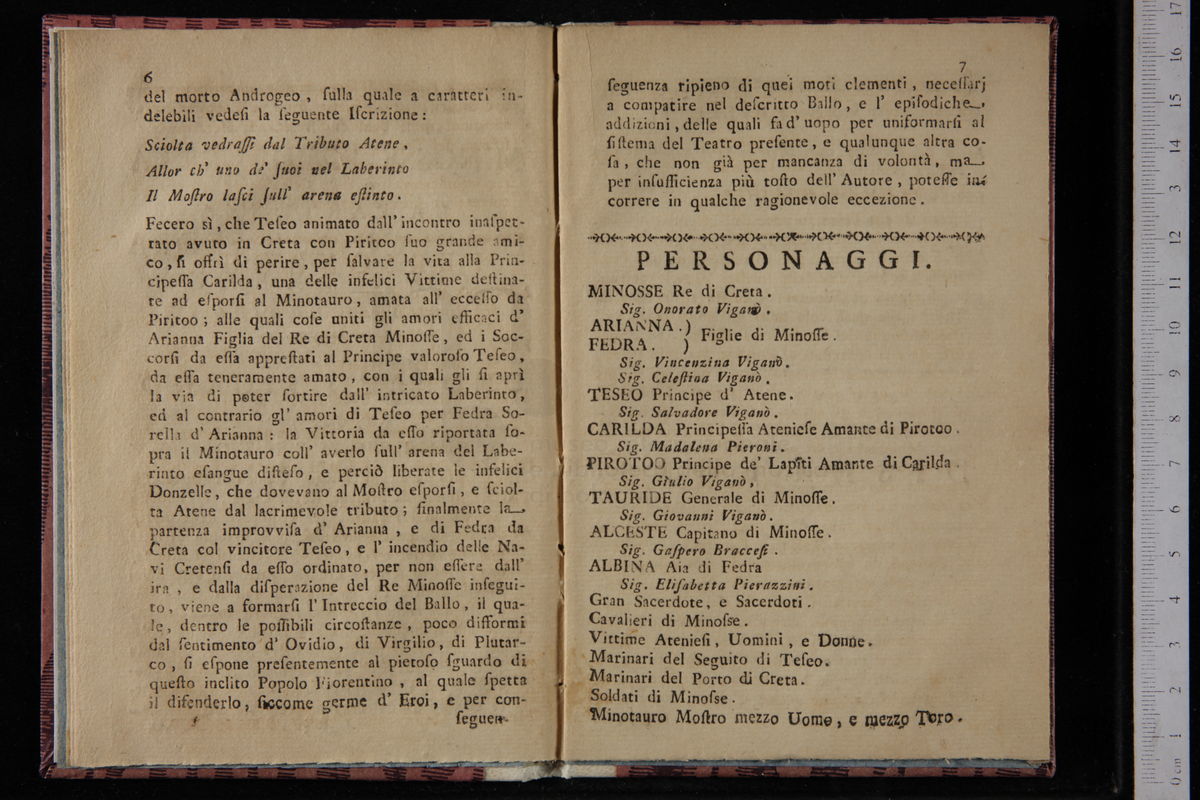 6
del morto Androgeo , ſulla quale a caratteri in-
delebili vedeſi la ſeguente Iſcrizione :
Sciolta vedraſſi dal Tributo Atene ,
Allor ch' uno de' ſuoi nel Laberinto
Il Moſtro laſci ſull' arena eſtinto .
Fecero sì , che Teſeo animato dall' incontro inaſpet-
tato avuto in Creta con Piritoo ſuo grande ami-
co , ſi offrì di perire , per ſalvare la vita alla Prin-
cipeſſa Carilda , una delle infelici Vittime deſtina-
te ad eſporſi al Minotauro , amata all' ecceſſo da
Piritoo ; alle quali coſe uniti gli amori efficaci d'
Arianna Figlia del Re di Creta Minoſſe , ed i Soc-
corſi da eſſa appreſtati al Principe valoroſo Teſeo ,
da eſſa teneramente amato , con i quali gli ſi aprì
la via di poter ſortire dall' intricato Laberinto ,
ed al contrario gl' amori di Teſeo per Fedra So-
rella d' Arianna : la Vittoria da eſſo riportata ſo-
pra il Minotauro coll' averlo ſull' arena del Labe-
rinto eſangue diſteſo , e perciò liberate le infelici
Donzelle , che dovevano al Moſtro eſporſi , e ſciol-
ta Atene dal lacrimevole tributo ; finalmente la
partenza improvviſa d' Arianna , e di Fedra da
Creta col vincitore Teſeo , e l' incendio delle Na-
vi Cretenſi da eſſo ordinato, per non eſſere dall'
ira , e dalla diſperazione del Re Minoſſe inſegui-
to , viene a formarſi l' Intreccio del Ballo , il qua-
le , dentro le poſſibili circoſtanze , poco difformi
dal ſentimento d' Ovidio , di Virgilio , di Plutar-
co , ſi eſpone preſentemente al pietoſo ſguardo di
queſto inclito Popolo Fiorentino , al quale ſpetta
il difenderlo , ſiccome germe d' Eroi , e per con-
ſeguen-
7
ſeguenza ripieno di quei moti clementi , neceſſarj
a compatire nel deſcritto Ballo , e l' epiſodiche
addizioni , delle quali fa d' uopo per uniformarſi al
ſiſtema del Teatro preſente , e qualunque altra co-
ſa , che non già per mancanza di volontà , ma
per inſufficienza più toſto dell' Autore , poteſſe in-
correre in qualche ragionevole eccezione .
PERSONAGGI.
MINOSSE Re di Creta .
Sig. Onorato Viganò .
ARIANNA . )
FEDRA . ) Figlie di Minoſſe .
Sig. Vincenzina Viganò .
Sig. Celeſtina Viganò .
TESEO Principe d' Atene .
Sig. Salvadore Viganò .
CARILDA Principeſſa Atenieſe Amante di Pirotoo .
Sig. Madalena Pieroni .
PIROTOO Principe de' Lapiti Amante di Carilda .
Sig. Giulio Viganò ,
TAURIDE Generale di Minoſſe .
Sig. Giovanni Viganò .
ALCESTE Capitano di Minoſſe .
Sig. Gaſpero Bracceſi .
ALBINA Aia di Fedra
Sig. Eliſabetta Pierazzini .
Gran Sacerdote , e Sacerdoti .
Cavalieri di Minoſse .
Vittime Atenieſi , Uomini , e Donne .
Marinari del Seguito di Teſeo .
Marinari del Porto di Creta .
Soldati di Minoſse .
Minotauro Moſtro mezzo Uomo , e mezzo Toro .
0 cm 1 2 3 4 5 6 7 8 9 10 11 12 13 14 15 16 17